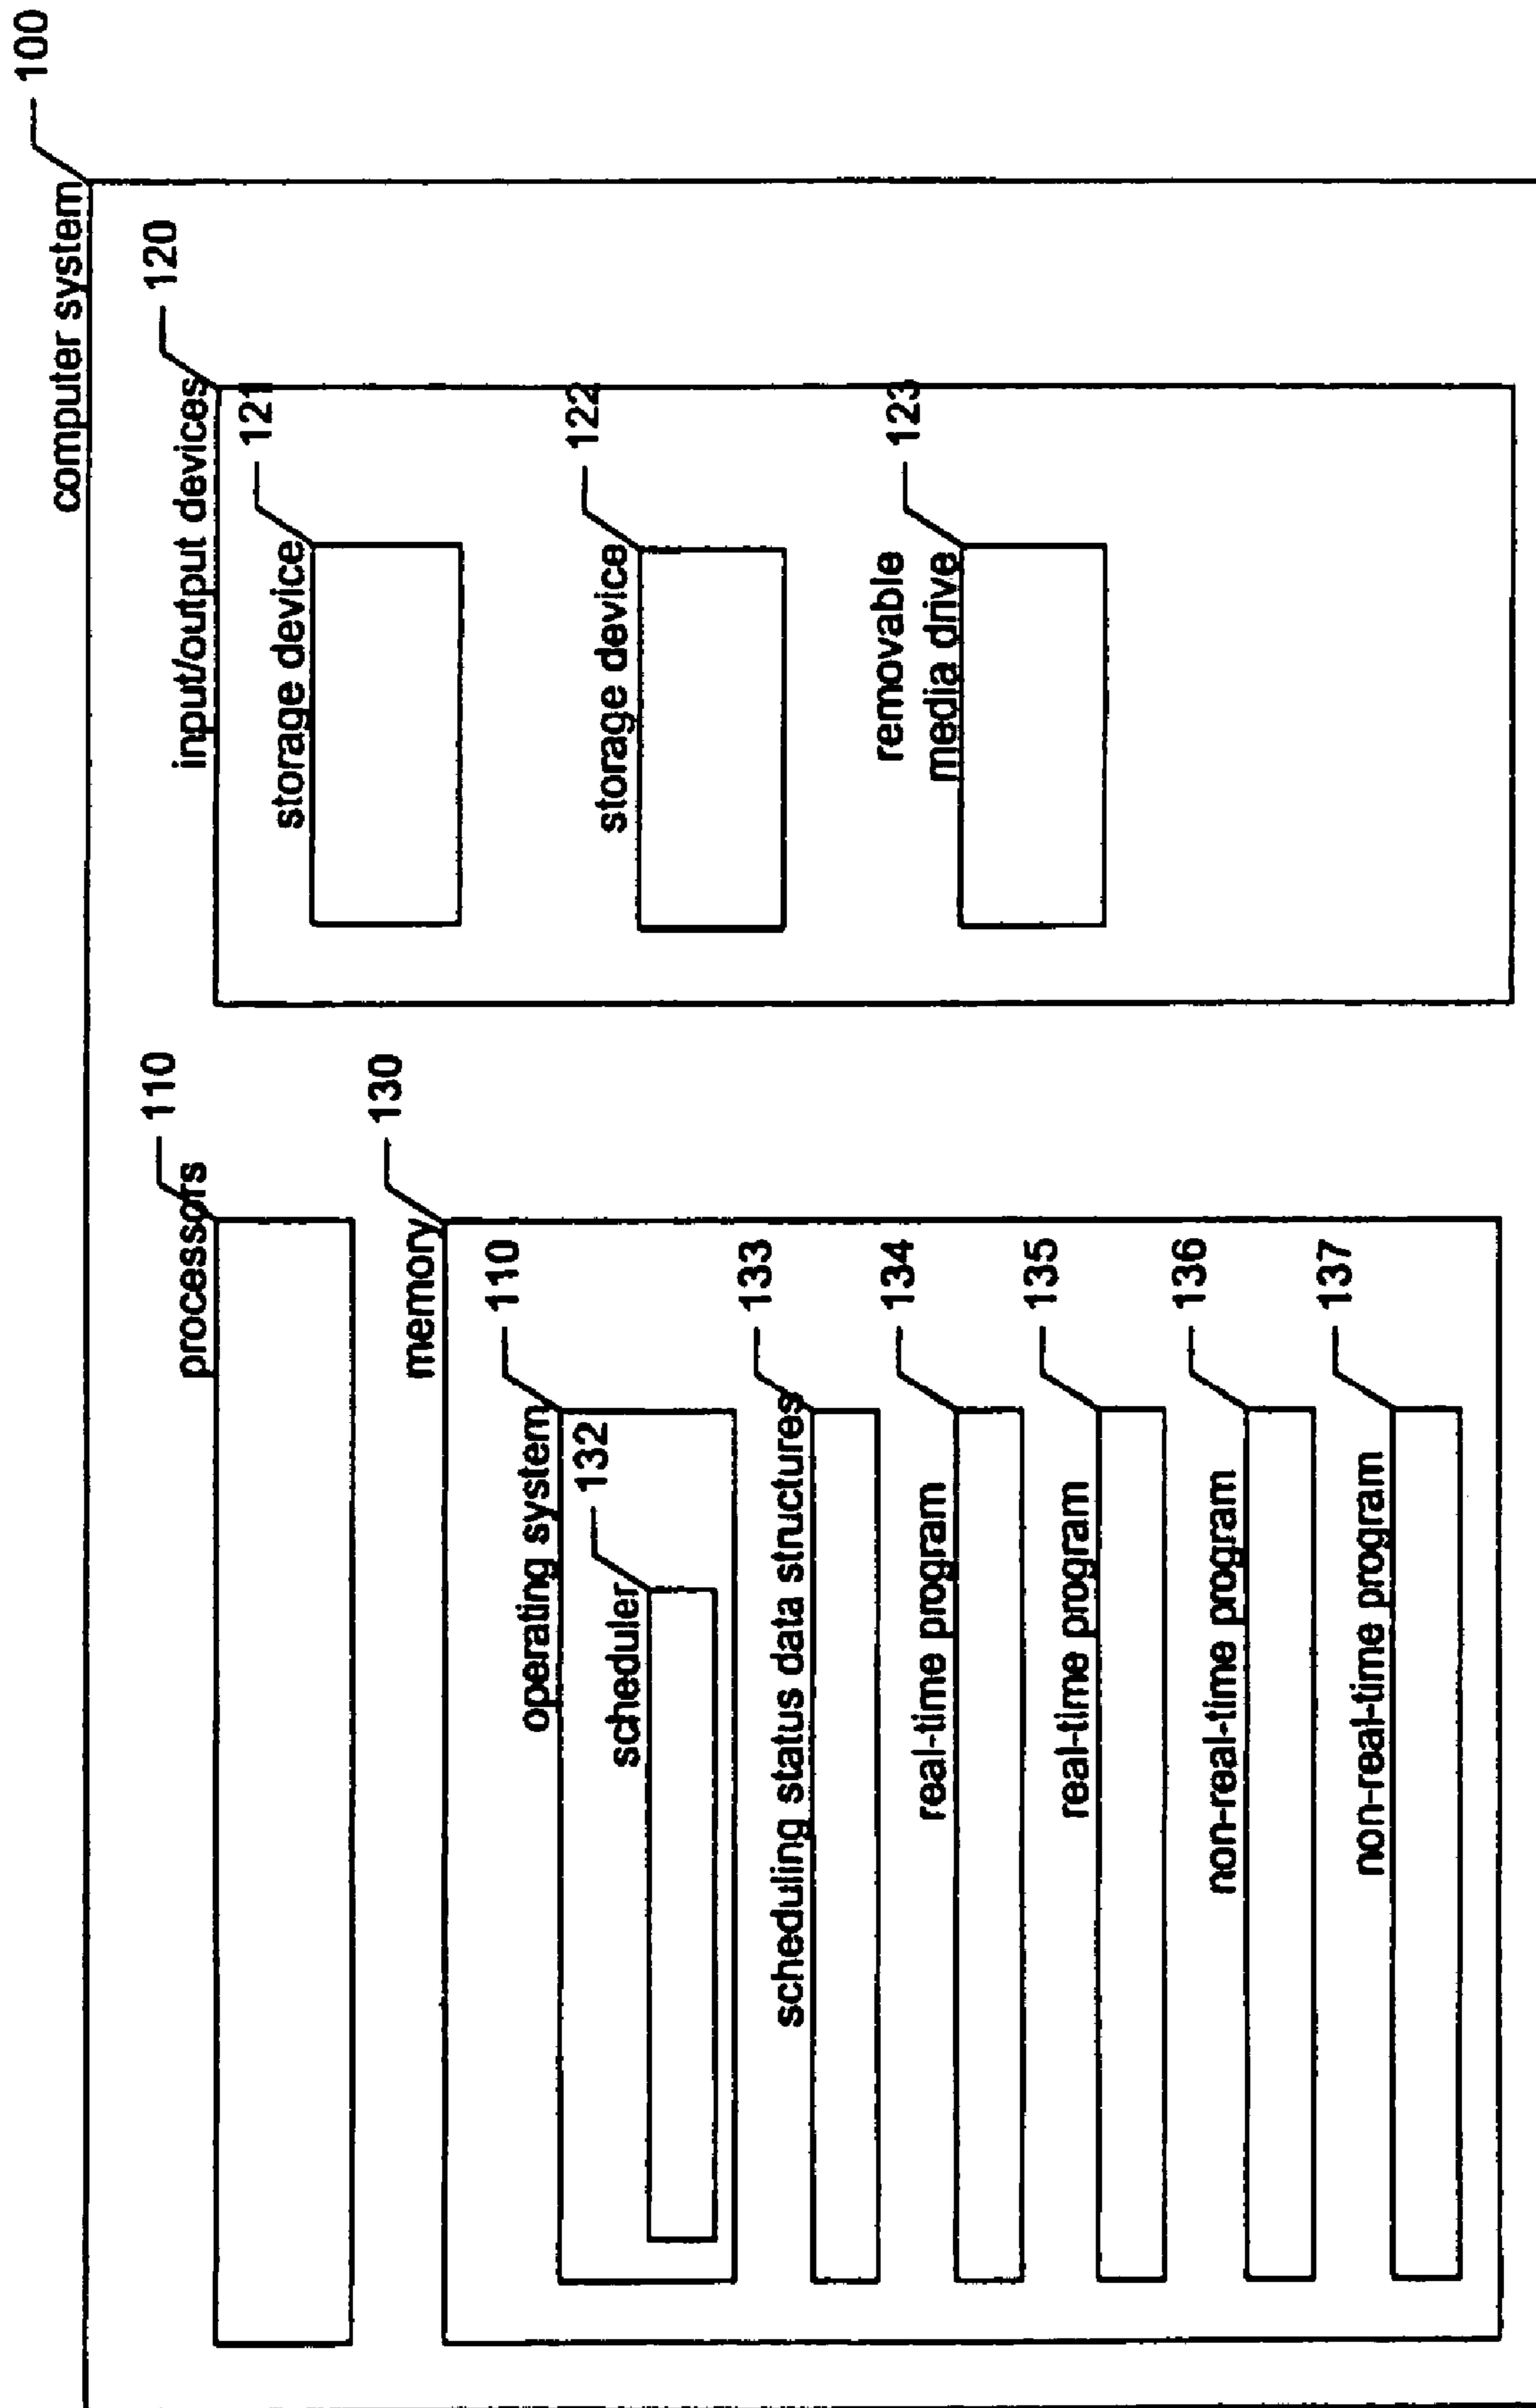 100
computer system
processors
110
input/output devices
120
storage device
121
storage device
122
removable
media drive
123
memory
130
operating system
110
scheduler
132
scheduling status data structures
133
real-time program
134
real-time program
135
non-real-time program
136
non-real-time program
137